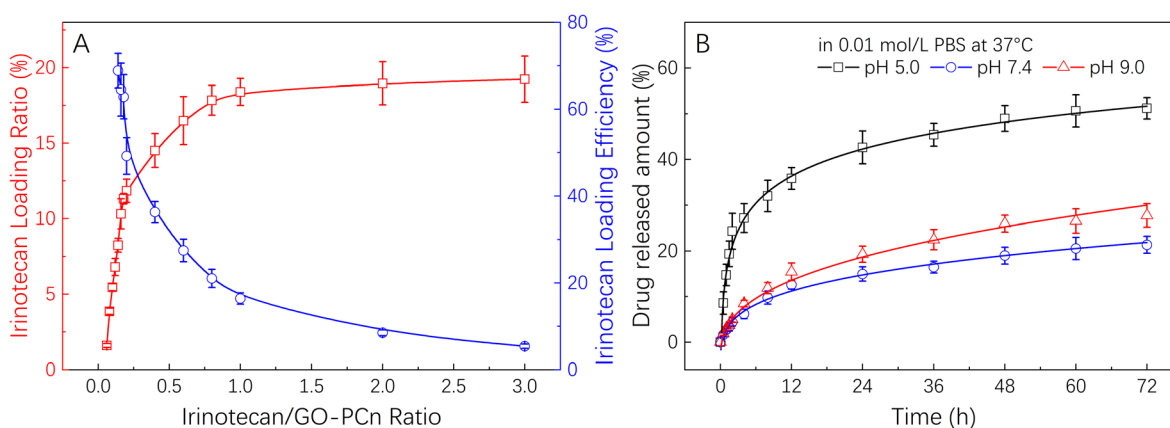 A
Irinotecan Loading Ratio (%)
20
15
10
5
0
0.0 0.5 1.0 1.5 2.0 2.5 3.0
Irinotecan/GO-PCn Ratio
80
60
40
20
0
Irinotecan Loading Efficiency (%)
B
in 0.01 mol/L PBS at 37°C
pH 5.0 pH 7.4 pH 9.0
Drug released amount (%)
60
40
20
0
0 12 24 36 48 60 72
Time (h)